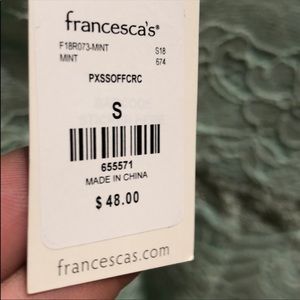 francesca's®
F18R073-MINT S18
MINT 674
PXSSOFFCRC
S
655571
MADE IN CHINA
$ 48.00
francescas.com